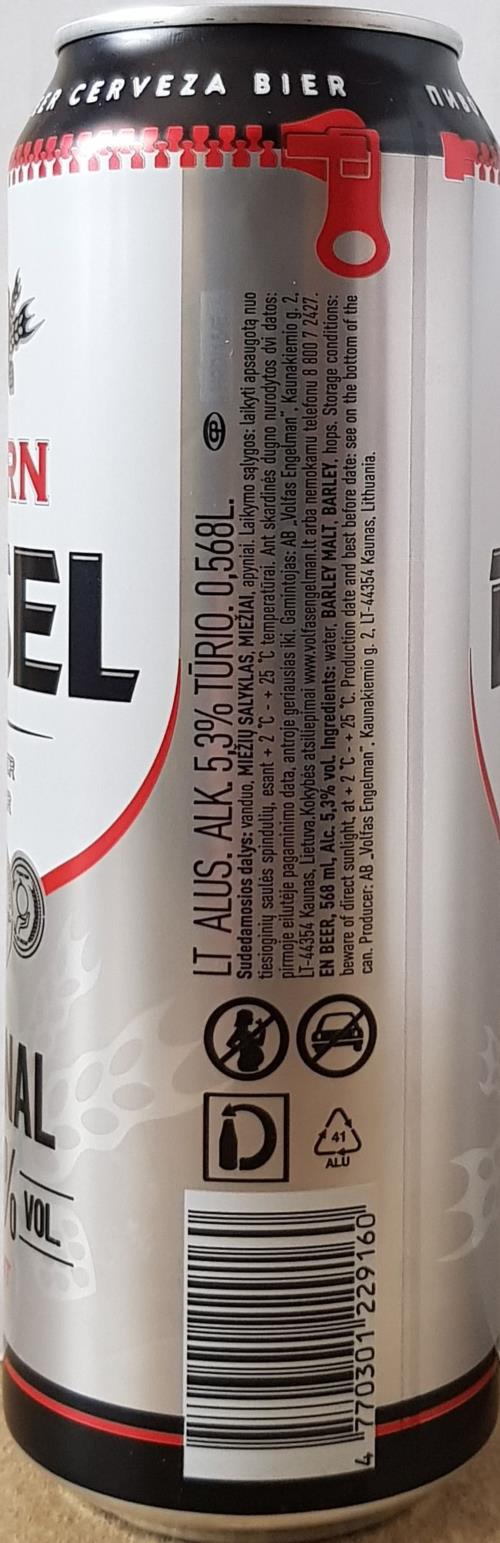 CERVEZA BIER
RN
SEL
NAL
% VOL.
LT ALUS. ALK. 5,3% TŪRIO. 0,568L.
Sudedamosios dalys: vanduo, MIEŽIŲ SALYKLAS, MIEŽIAI, apyniai. Laikymo sąlygos: laikyti apsaugotą nuo
tiesioginių saulės spindulių, esant + 2 °C - + 25 °C temperatūrai. Ant skardinės dugno nurodytos dvi datos:
pirmoje eilutėje pagaminimo data, antroje geriausias iki. Gamintojas: AB „Volfas Engelman", Kaunakiemio g. 2,
LT-44354 Kaunas, Lietuva.Kokybės atsiliepimai www.volfasengelman.lt arba nemokamu telefonu 8 800 7 2427.
EN BEER, 568 ml, Alc. 5,3% vol. Ingredients: water, BARLEY MALT, BARLEY, hops. Storage conditions:
beware of direct sunlight, at + 2 °C - + 25 °C. Production date and best before date: see on the bottom of the
can. Producer: AB „Volfas Engelman", Kaunakiemio g. 2, LT-44354 Kaunas, Lithuania.
41
ALU
4 770301 229160